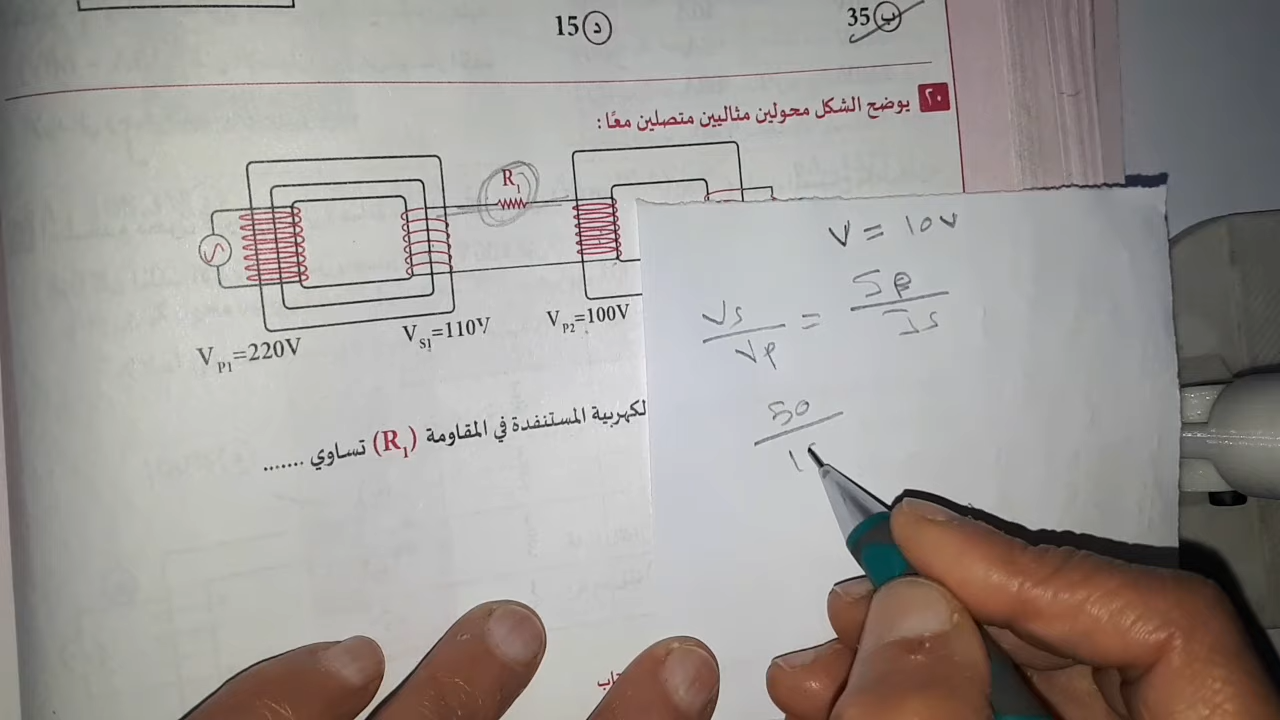 35 ب
15 د
٢٠ يوضح الشكل محولين مثاليين متصلين معًا :
R1
V = 10V
VP1=220V
VS1=110V
VP2=100V
Vs/Vp = Ip/Is
50
لكهربية المستنفدة في المقاومة (R1) تساوي .......